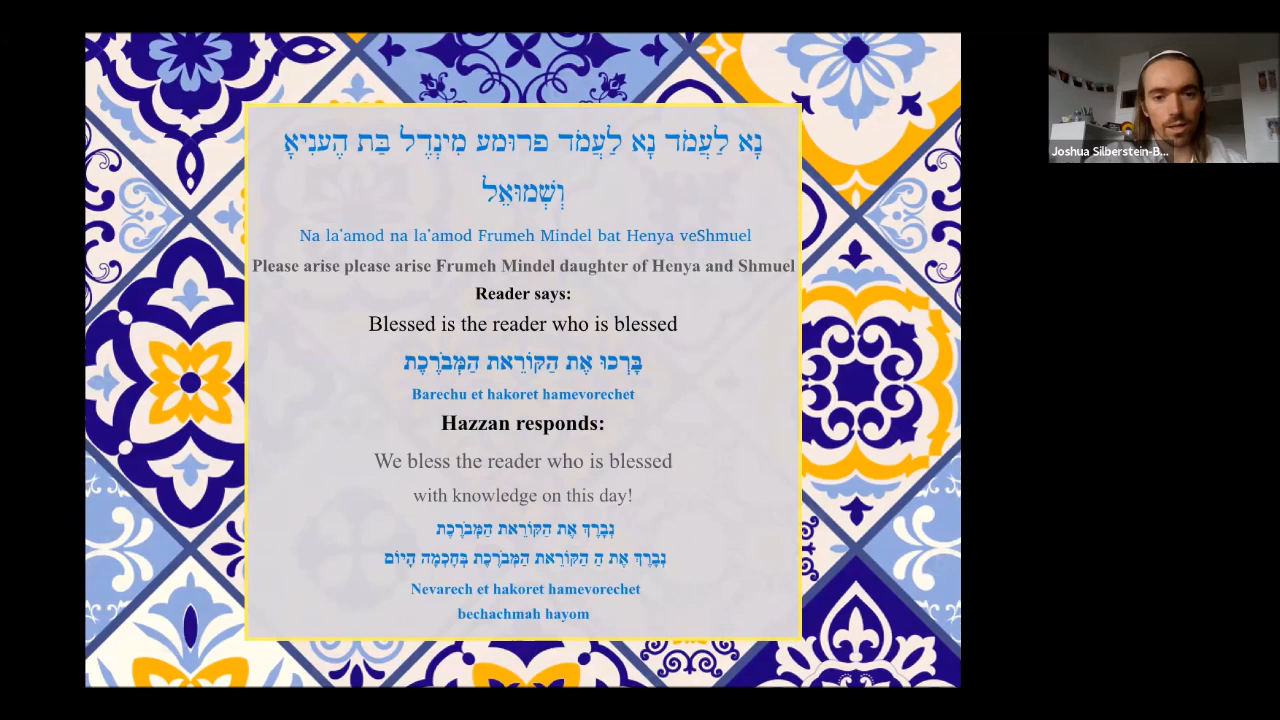 נָא לַעֲמֹד נָא לַעֲמֹד פרוּמע מִינְדֶל בַּת הֶענִיאָ
וְשְׁמוּאֵל
Na la'amod na la'amod Frumeh Mindel bat Henya veShmuel
Please arise please arise Frumeh Mindel daughter of Henya and Shmuel
Reader says:
Blessed is the reader who is blessed
בָּרְכוּ אֶת הַקּוֹרֵאת הַמְּבֹרֶכֶת
Barechu et hakoret hamevorechet
Hazzan responds:
We bless the reader who is blessed
with knowledge on this day!
נְבָרֶךְ אֶת הַקּוֹרֵאת הַמְּבֹרֶכֶת
נְבָרֶךְ אֶת הַ הַקּוֹרֵאת הַמְּבֹרֶכֶת בְּחָכְמָה הָיּוֹם
Nevarech et hakoret hamevorechet
bechachmah hayom
Joshua Silberstein-B...